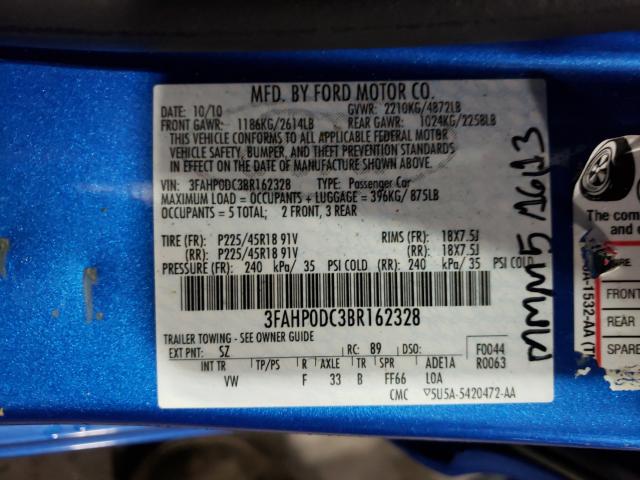 MFD. BY FORD MOTOR CO.
DATE: 10/10 GVWR: 2210KG/4872LB
FRONT GAWR: 1186KG/2614LB REAR GAWR: 1024KG/2258LB
THIS VEHICLE CONFORMS TO ALL APPLICABLE FEDERAL MOTOR
VEHICLE SAFETY, BUMPER, AND THEFT PREVENTION STANDARDS
IN EFFECT ON THE DATE OF MANUFACTURE SHOWN ABOVE.
VIN: 3FAHP0DC3BR162328 TYPE: Passenger Car
MAXIMUM LOAD = OCCUPANTS + LUGGAGE = 396KG/ 875LB
OCCUPANTS = 5 TOTAL; 2 FRONT, 3 REAR
TIRE (FR): P225/45R18 91V RIMS (FR): 18X7.5J
(RR): P225/45R18 91V (RR): 18X7.5J
PRESSURE (FR): 240 kPa/ 35 PSI COLD (RR): 240 kPa/ 35 PSI COLD
3FAHP0DC3BR162328
TRAILER TOWING - SEE OWNER GUIDE
EXT PNT: SZ RC: 89 DSO: F0044
INT TR TP/PS R AXLE TR SPR ADE1A R0063
VW F 33 B FF66 LOA
CMC ▽5U5A-5420472-AA
MMM5
The com
and
1532-AA (
TIRE
FRONT
REAR
SPARE